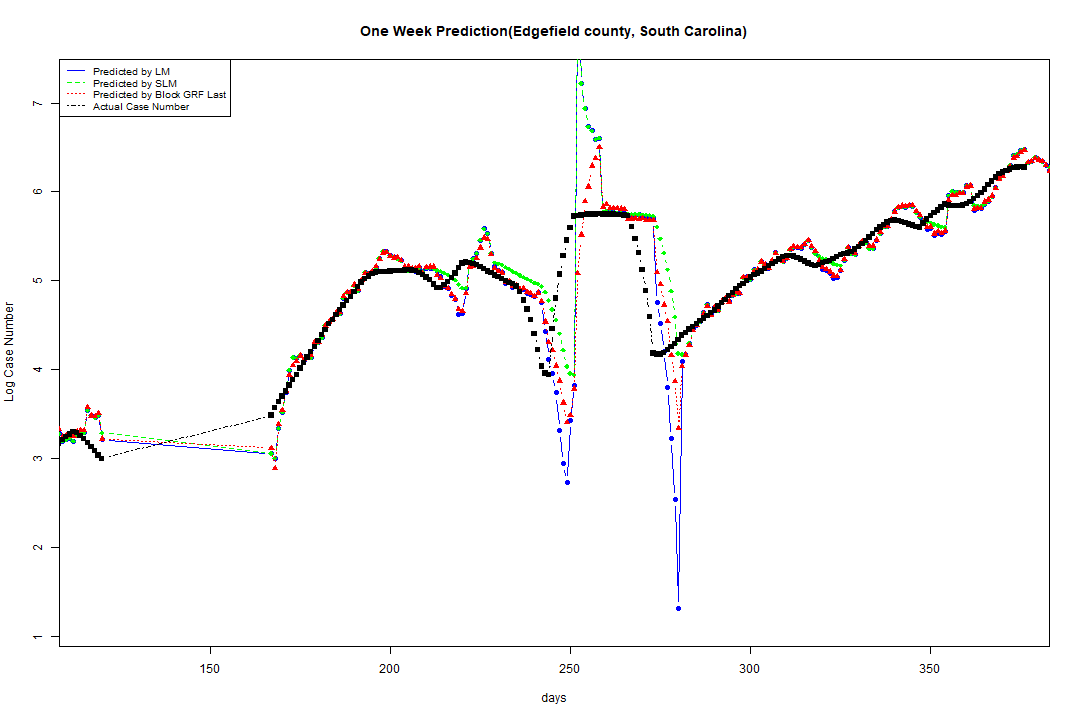 One Week Prediction(Edgefield county, South Carolina)
Predicted by LM
Predicted by SLM
Predicted by Block GRF Last
Actual Case Number
Log Case Number
7
6
5
4
3
2
1
150
200
250
300
350
days